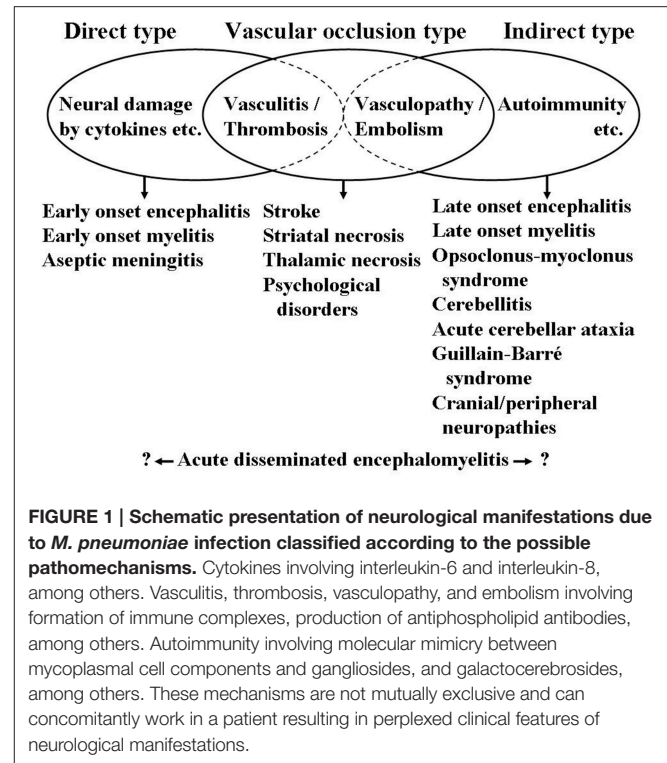 Direct type Vascular occlusion type Indirect type
Neural damage
by cytokines etc.
Vasculitis /
Thrombosis
Vasculopathy /
Embolism
Autoimmunity
etc.
Early onset encephalitis
Early onset myelitis
Aseptic meningitis
Stroke
Striatal necrosis
Thalamic necrosis
Psychological
disorders
Late onset encephalitis
Late onset myelitis
Opsoclonus-myoclonus
syndrome
Cerebellitis
Acute cerebellar ataxia
Guillain-Barré
syndrome
Cranial/peripheral
neuropathies
? ← Acute disseminated encephalomyelitis → ?
FIGURE 1 | Schematic presentation of neurological manifestations due
to M. pneumoniae infection classified according to the possible
pathomechanisms. Cytokines involving interleukin-6 and interleukin-8,
among others. Vasculitis, thrombosis, vasculopathy, and embolism involving
formation of immune complexes, production of antiphospholipid antibodies,
among others. Autoimmunity involving molecular mimicry between
mycoplasmal cell components and gangliosides, and galactocerebrosides,
among others. These mechanisms are not mutually exclusive and can
concomitantly work in a patient resulting in perplexed clinical features of
neurological manifestations.